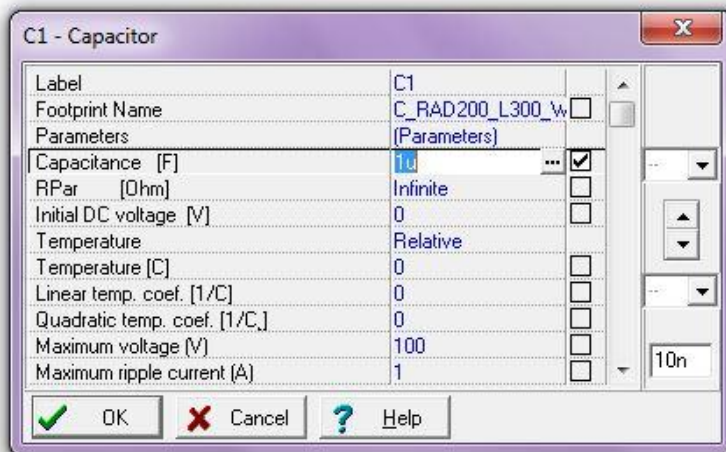 C1 - Capacitor
Label C1
Footprint Name C_RAD200_L300_W
Parameters (Parameters)
Capacitance [F] 1u ...
RPar [Ohm] Infinite
Initial DC voltage [V] 0
Temperature Relative
Temperature [C] 0
Linear temp. coef. [1/C] 0
Quadratic temp. coef. [1/C˛] 0
Maximum voltage (V) 100
Maximum ripple current (A) 1
--
--
10n
OK Cancel ? Help